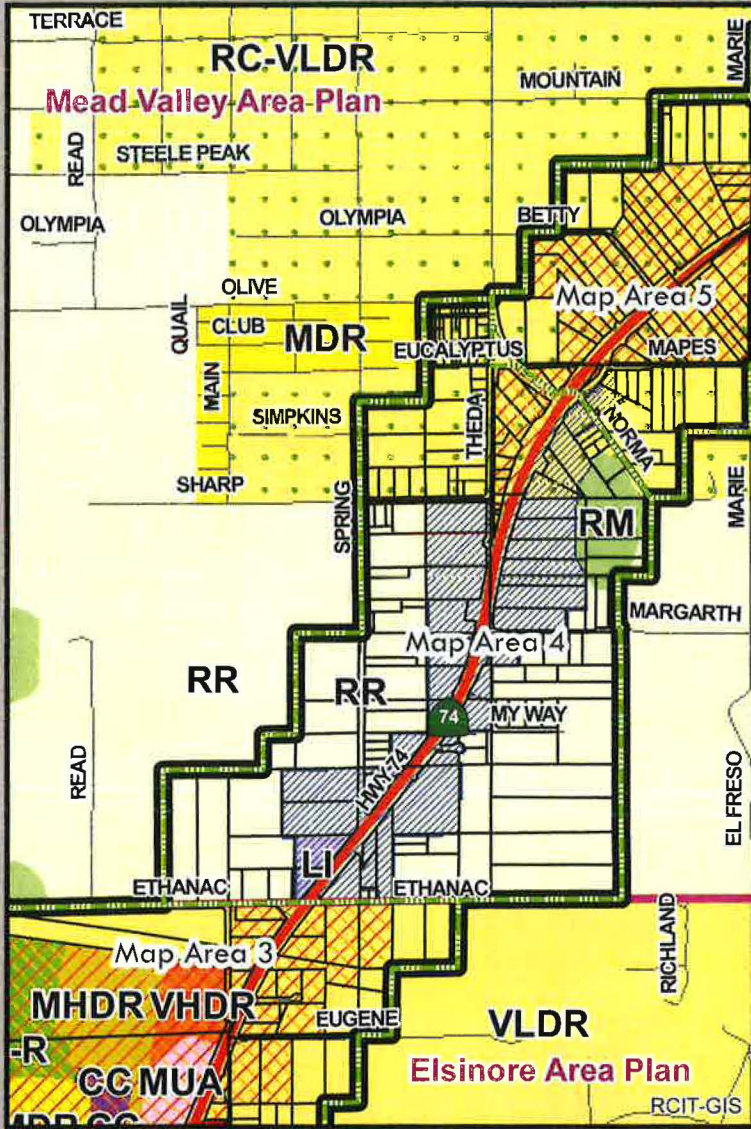 TERRACE
RC-VLDR
MARIE
Mead Valley Area Plan
MOUNTAIN
READ
STEELE PEAK
OLYMPIA
OLYMPIA
BETTY
OLIVE
Map Area 5
QUAIL
CLUB
MDR
EUCALYPTUS
MAPES
MAIN
SIMPKINS
THEDA
NORMA
SHARP
MARIE
SPRING
RM
MARGARTH
Map Area 4
RR
RR
74
MY WAY
READ
HWY-74
EL FRESO
LI
ETHANAC
ETHANAC
Map Area 3
RICHLAND
MHDR
VHDR
EUGENE
VLDR
-R
CC
MUA
Elsinore Area Plan
RCIT-GIS